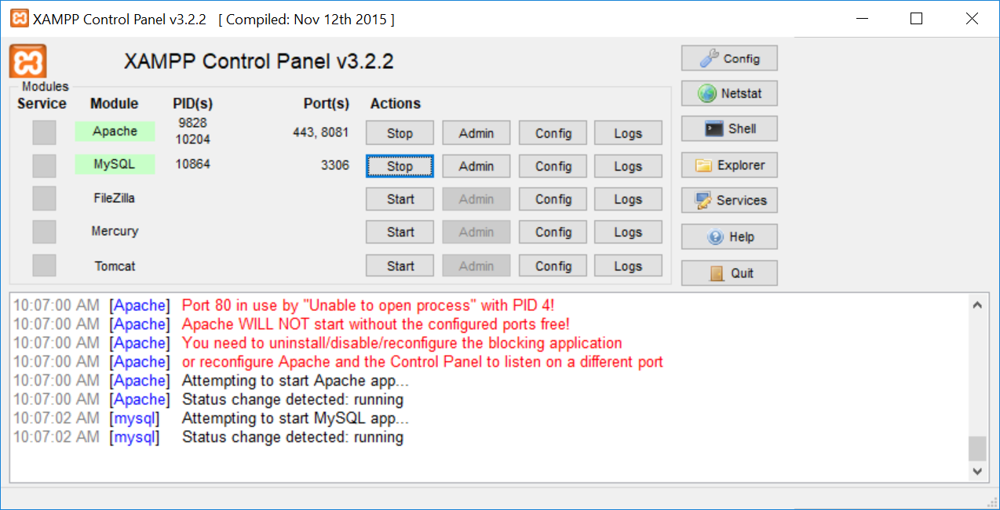 XAMPP Control Panel v3.2.2 [ Compiled: Nov 12th 2015 ]
XAMPP Control Panel v3.2.2
Modules
Service Module PID(s) Port(s) Actions
Apache 9828 10204 443, 8081 Stop Admin Config Logs
MySQL 10864 3306 Stop Admin Config Logs
FileZilla Start Admin Config Logs
Mercury Start Admin Config Logs
Tomcat Start Admin Config Logs
Config
Netstat
Shell
Explorer
Services
Help
Quit
10:07:00 AM [Apache] Port 80 in use by "Unable to open process" with PID 4!
10:07:00 AM [Apache] Apache WILL NOT start without the configured ports free!
10:07:00 AM [Apache] You need to uninstall/disable/reconfigure the blocking application
10:07:00 AM [Apache] or reconfigure Apache and the Control Panel to listen on a different port
10:07:00 AM [Apache] Attempting to start Apache app...
10:07:00 AM [Apache] Status change detected: running
10:07:02 AM [mysql] Attempting to start MySQL app...
10:07:02 AM [mysql] Status change detected: running